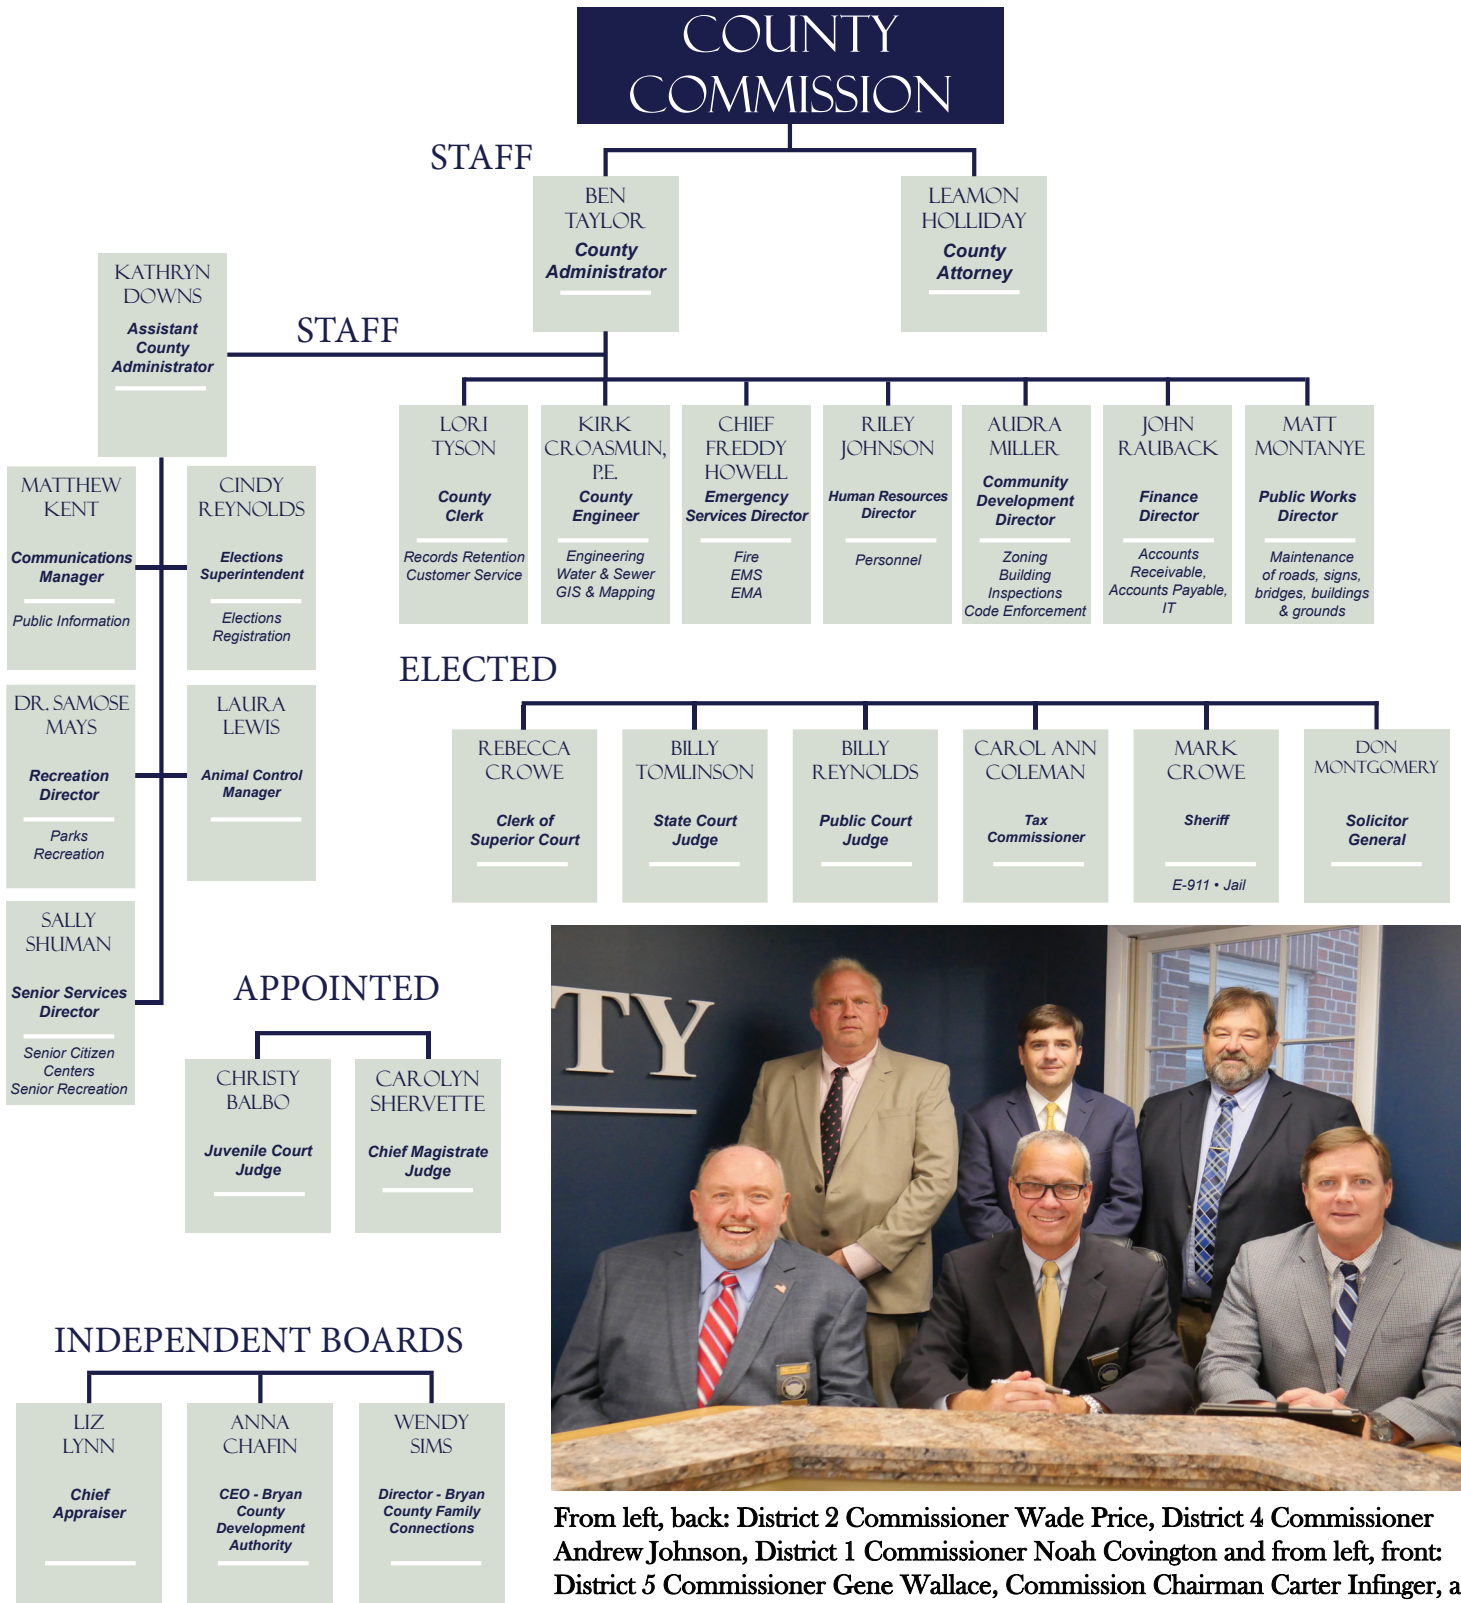 COUNTY
COMMISSION
STAFF
BEN
TAYLOR
County
Administrator
LEAMON
HOLLIDAY
County
Attorney
KATHRYN
DOWNS
Assistant
County
Administrator
STAFF
LORI
TYSON
County
Clerk
Records Retention
Customer Service
KIRK
CROASMUN,
P.E.
County
Engineer
Engineering
Water & Sewer
GIS & Mapping
CHIEF
FREDDY
HOWELL
Emergency
Services Director
Fire
EMS
EMA
RILEY
JOHNSON
Human Resources
Director
Personnel
AUDRA
MILLER
Community
Development
Director
Zoning
Building
Inspections
Code Enforcement
JOHN
RAUBACK
Finance
Director
Accounts
Receivable,
Accounts Payable,
IT
MATT
MONTANYE
Public Works
Director
Maintenance
of roads, signs,
bridges, buildings
& grounds
MATTHEW
KENT
Communications
Manager
Public Information
CINDY
REYNOLDS
Elections
Superintendent
Elections
Registration
DR. SAMOSE
MAYS
Recreation
Director
Parks
Recreation
LAURA
LEWIS
Animal Control
Manager
SALLY
SHUMAN
Senior Services
Director
Senior Citizen
Centers
Senior Recreation
ELECTED
REBECCA
CROWE
Clerk of
Superior Court
BILLY
TOMLINSON
State Court
Judge
BILLY
REYNOLDS
Public Court
Judge
CAROL ANN
COLEMAN
Tax
Commissioner
MARK
CROWE
Sheriff
E-911 • Jail
DON
MONTGOMERY
Solicitor
General
APPOINTED
CHRISTY
BALBO
Juvenile Court
Judge
CAROLYN
SHERVETTE
Chief Magistrate
Judge
INDEPENDENT BOARDS
LIZ
LYNN
Chief
Appraiser
ANNA
CHAFIN
CEO - Bryan
County
Development
Authority
WENDY
SIMS
Director - Bryan
County Family
Connections
TY
From left, back: District 2 Commissioner Wade Price, District 4 Commissioner
Andrew Johnson, District 1 Commissioner Noah Covington and from left, front:
District 5 Commissioner Gene Wallace, Commission Chairman Carter Infinger, a